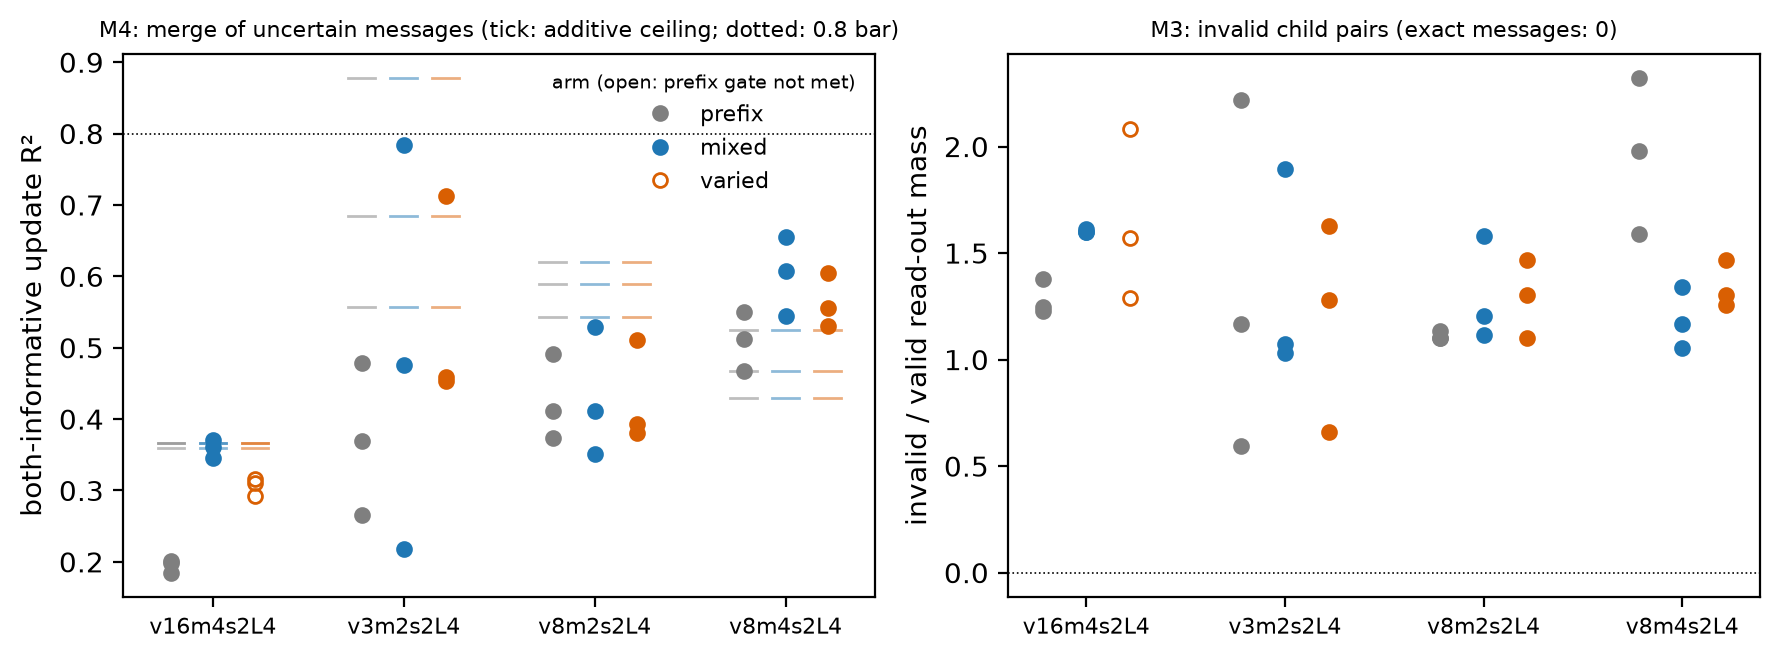 M4: merge of uncertain messages (tick: additive ceiling; dotted: 0.8 bar)
both-informative update R²
0.9
0.8
0.7
0.6
0.5
0.4
0.3
0.2
arm (open: prefix gate not met)
prefix
mixed
varied
v16m4s2L4
v3m2s2L4
v8m2s2L4
v8m4s2L4
M3: invalid child pairs (exact messages: 0)
invalid / valid read-out mass
2.0
1.5
1.0
0.5
0.0
v16m4s2L4
v3m2s2L4
v8m2s2L4
v8m4s2L4